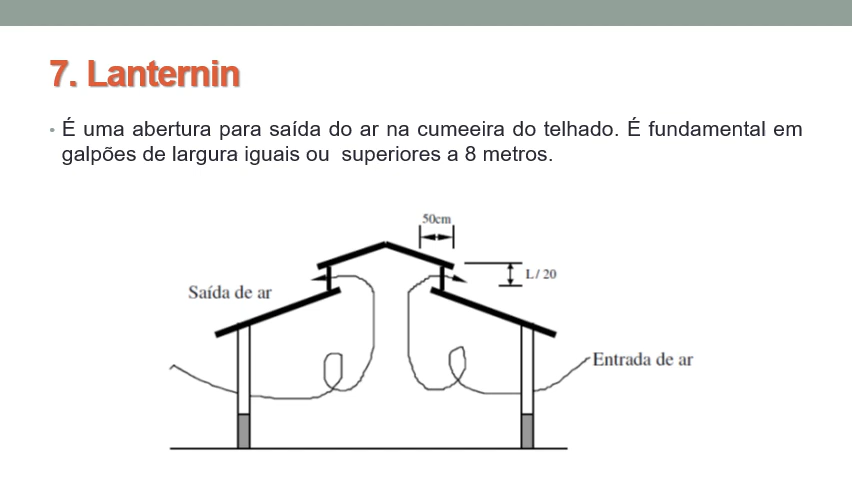 7. Lanternin
• É uma abertura para saída do ar na cumeeira do telhado. É fundamental em
galpões de largura iguais ou superiores a 8 metros.
50cm
L/ 20
Saída de ar
Entrada de ar